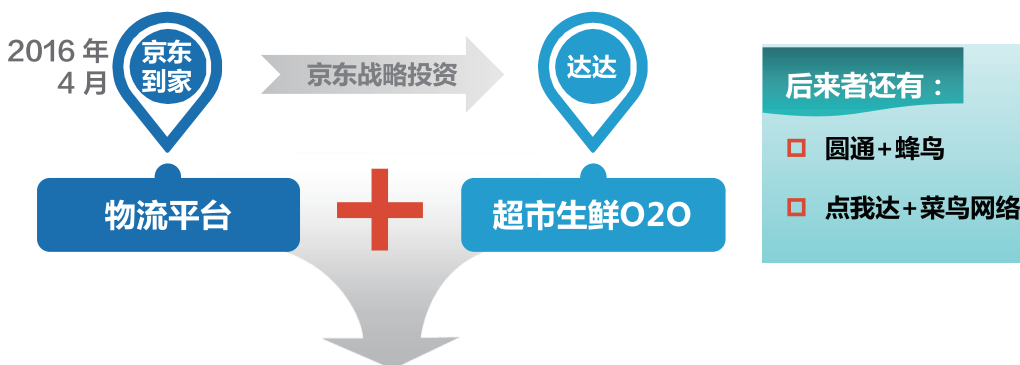 2016 年
4 月
京东
到家
京东战略投资
达达
物流平台
超市生鲜O2O
后来者还有：
圆通+蜂鸟
点我达+菜鸟网络